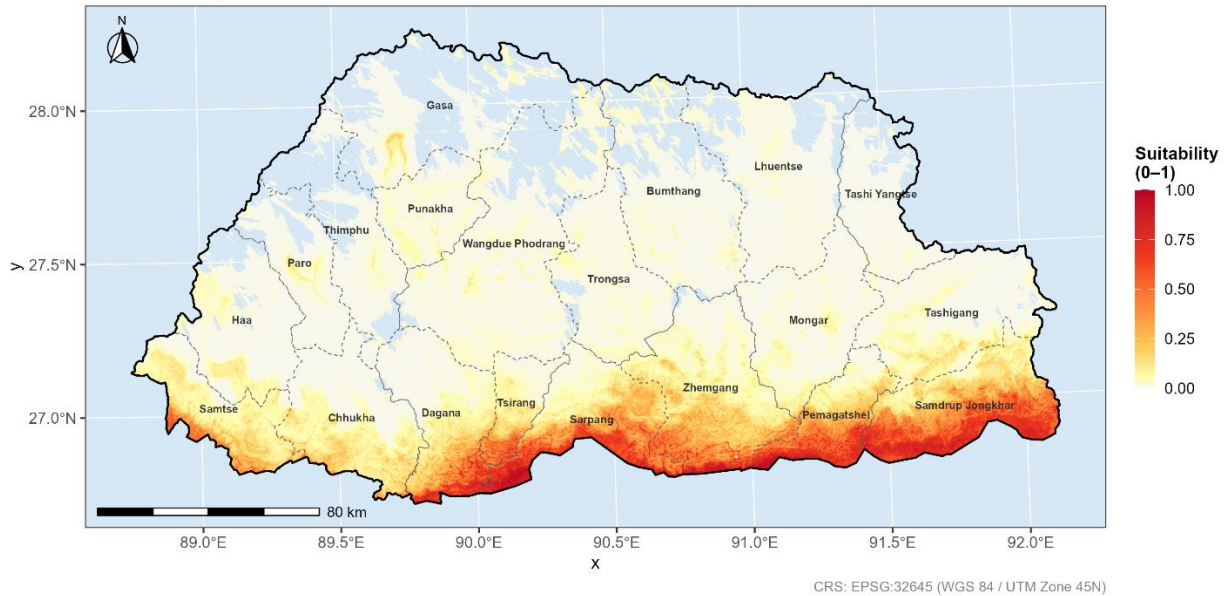 N
28.0°N
27.5°N
27.0°N
y
Gasa
Punakha
Thimphu
Paro
Haa
Wangdue Phodrang
Bumthang
Lhuentse
Tashi Yangtse
Trongsa
Mongar
Tashigang
Samtse
Chhukha
Dagana
Tsirang
Sarpang
Zhemgang
Pemagatshel
Samdrup Jongkhar
80 km
89.0°E
89.5°E
90.0°E
90.5°E
91.0°E
91.5°E
92.0°E
x
Suitability
(0–1)
1.00
0.75
0.50
0.25
0.00
CRS: EPSG:32645 (WGS 84 / UTM Zone 45N)